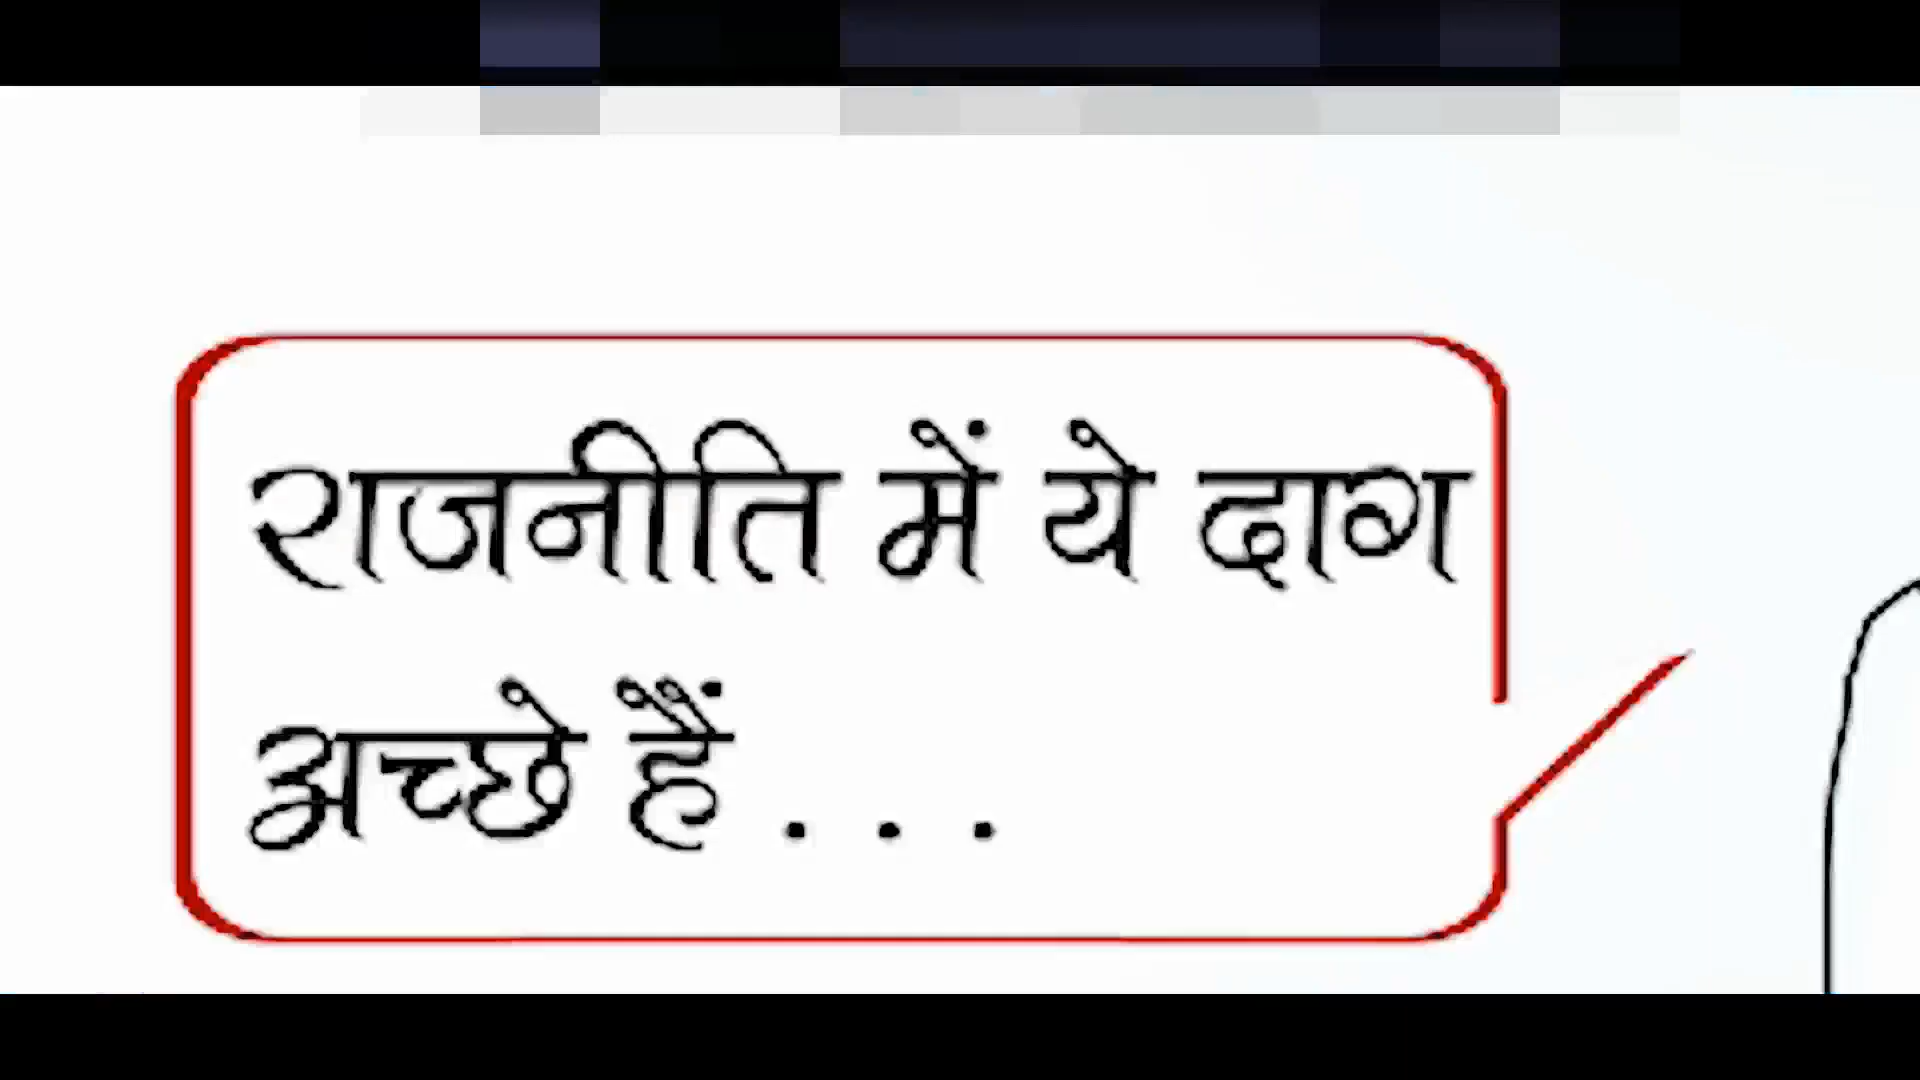 राजनीति में ये दाग
अच्छे हैं . . .